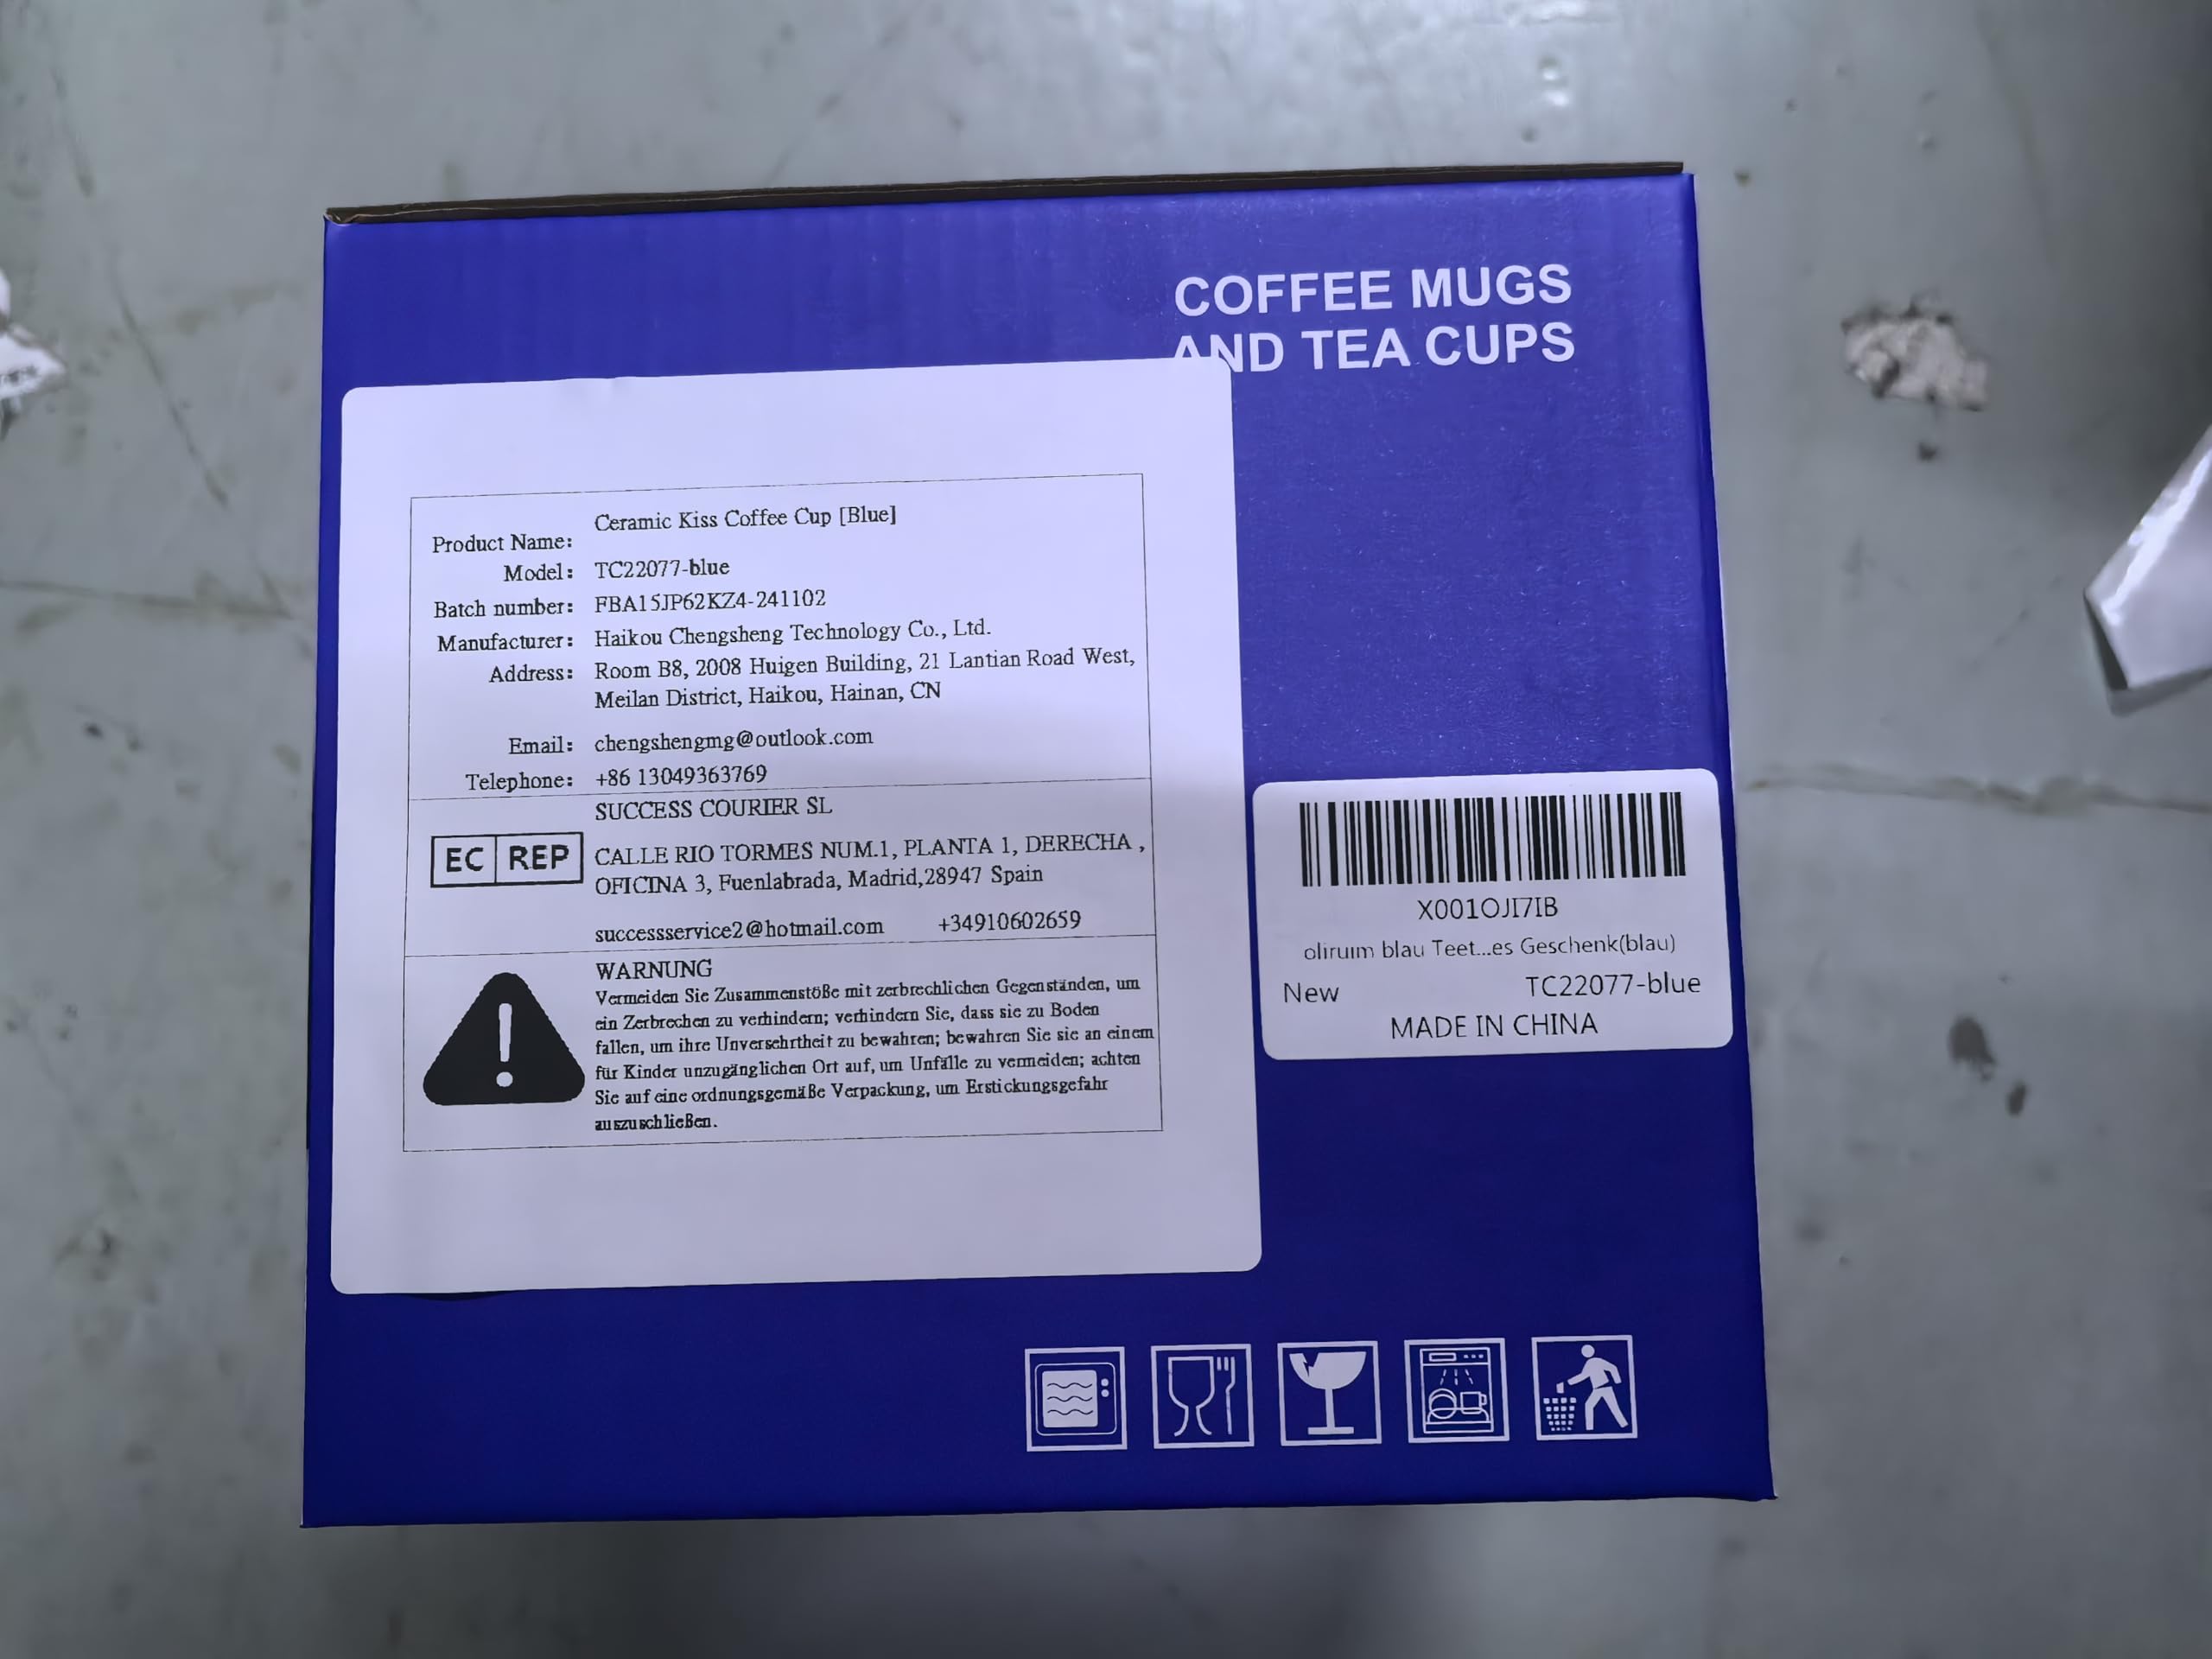 COFFEE MUGS
AND TEA CUPS
Product Name: Ceramic Kiss Coffee Cup [Blue]
Model: TC22077-blue
Batch number: FBA15JP62KZ4-241102
Manufacturer: Haikou Chengsheng Technology Co., Ltd.
Address: Room B8, 2008 Huigen Building, 21 Lantian Road West,
Meilan District, Haikou, Hainan, CN
Email: chengshengmg@outlook.com
Telephone: +86 13049363769
SUCCESS COURIER SL
EC REP
CALLE RIO TORMES NUM.1, PLANTA 1, DERECHA ,
OFICINA 3, Fuenlabrada, Madrid,28947 Spain
successservice2@hotmail.com +34910602659
WARNUNG
Vermeiden Sie Zusammenstöße mit zerbrechlichen Gegenständen, um
ein Zerbrechen zu verhindern; verhindern Sie, dass sie zu Boden
fallen, um ihre Unversehrtheit zu bewahren; bewahren Sie sie an einem
für Kinder unzugänglichen Ort auf, um Unfälle zu vermeiden; achten
Sie auf eine ordnungsgemäße Verpackung, um Erstickungsgefahr
auszuschließen.
X001OJI7IB
oliruim blau Teet...es Geschenk(blau)
New TC22077-blue
MADE IN CHINA